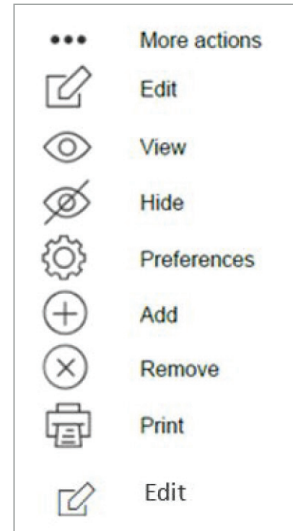 More actions
Edit
View
Hide
Preferences
Add
Remove
Print
Edit